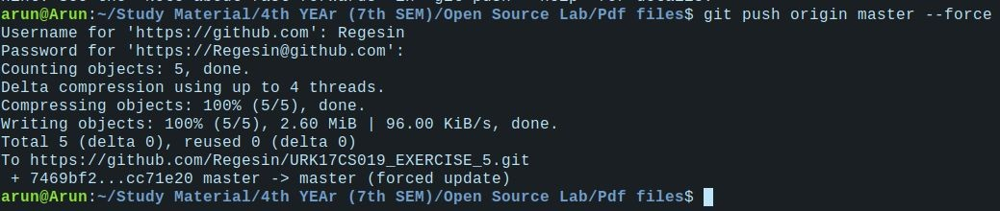 arun@Arun:~/Study Material/4th YEAr (7th SEM)/Open Source Lab/Pdf files$ git push origin master --force
Username for 'https://github.com': Regesin
Password for 'https://Regesin@github.com':
Counting objects: 5, done.
Delta compression using up to 4 threads.
Compressing objects: 100% (5/5), done.
Writing objects: 100% (5/5), 2.60 MiB | 96.00 KiB/s, done.
Total 5 (delta 0), reused 0 (delta 0)
To https://github.com/Regesin/URK17CS019_EXERCISE_5.git
 + 7469bf2...cc71e20 master -> master (forced update)
arun@Arun:~/Study Material/4th YEAr (7th SEM)/Open Source Lab/Pdf files$